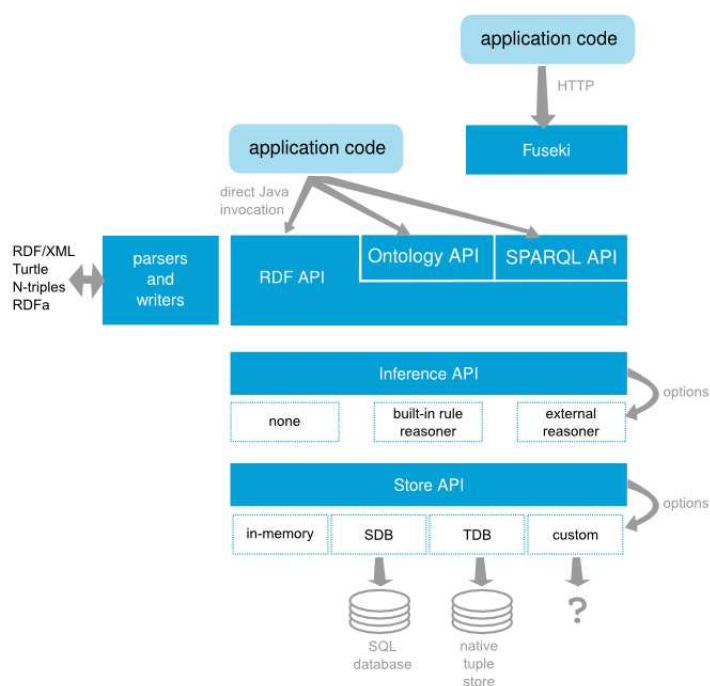 application code
HTTP
Fuseki
application code
direct Java
invocation
RDF/XML
Turtle
N-triples
RDFa
parsers
and
writers
RDF API
Ontology API
SPARQL API
Inference API
options
none
built-in rule
reasoner
external
reasoner
Store API
options
in-memory
SDB
TDB
custom
SQL
database
native
tuple
store
?